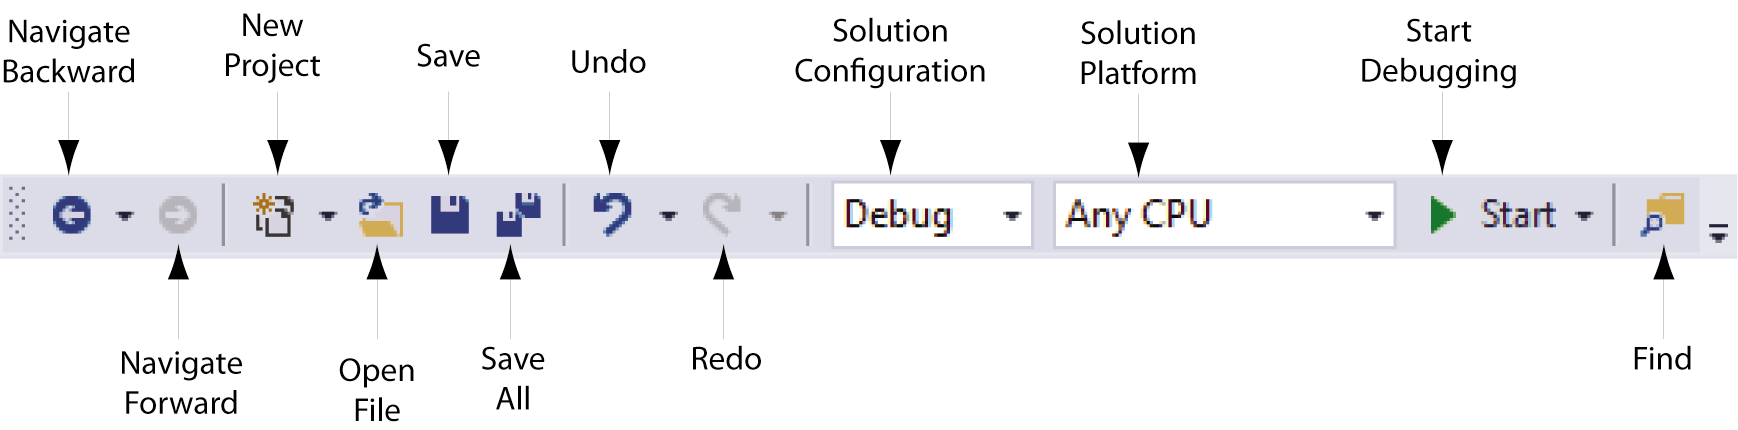 Navigate
Backward
New
Project
Save
Undo
Solution
Configuration
Solution
Platform
Start
Debugging
Debug
Any CPU
Start
Navigate
Forward
Open
File
Save
All
Redo
Find